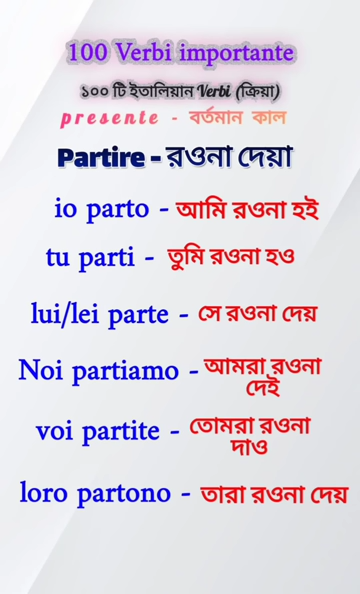 100 Verbi importante
১০০ টি ইতালিয়ান Verbi (ক্রিয়া)
presente - বর্তমান কাল
Partire - রওনা দেয়া
io parto - আমি রওনা হই
tu parti - তুমি রওনা হও
lui/lei parte - সে রওনা দেয়
Noi partiamo - আমরা রওনা
দেই
voi partite - তোমরা রওনা
দাও
loro partono - তারা রওনা দেয়